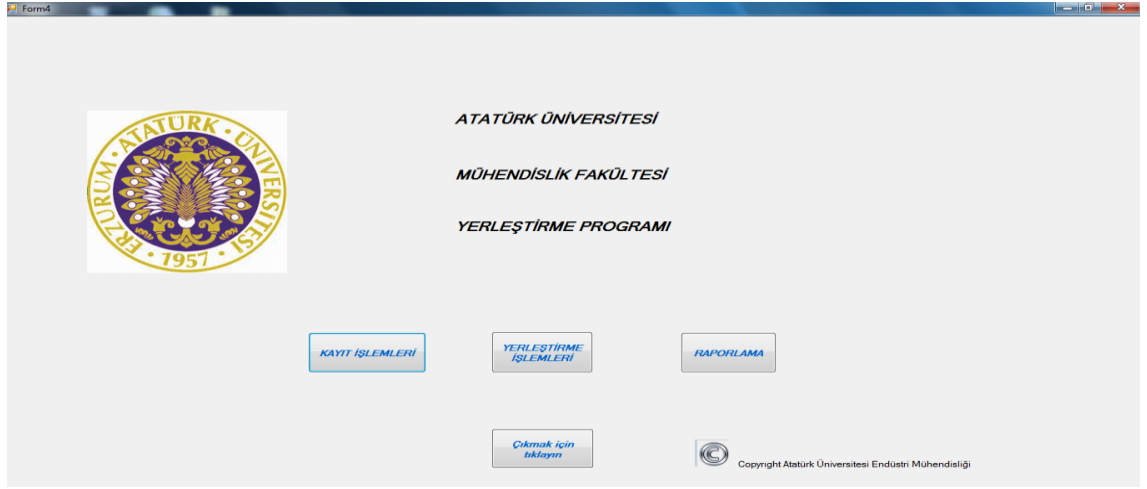 Form4
ATATÜRK ÜNİVERSİTESİ
MÜHENDİSLİK FAKÜLTESİ
YERLEŞTİRME PROGRAMI
ERZURUM · ATATÜRK · ÜNİVERSİTESİ
· 1957 ·
KAYIT İŞLEMLERİ
YERLEŞTİRME
İŞLEMLERİ
RAPORLAMA
Çıkmak için
tıklayın
©
Copyright Atatürk Üniversitesi Endüstri Mühendisliği